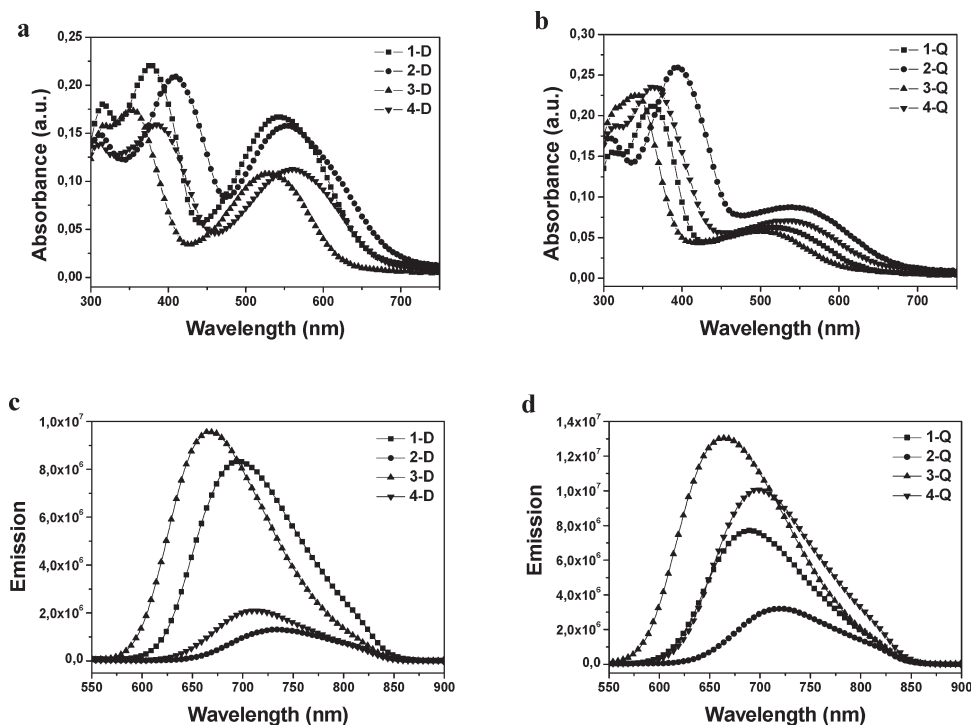 a
0,25
0,20
0,15
0,10
0,05
0,00
Absorbance (a.u.)
300 400 500 600 700
Wavelength (nm)
1-D
2-D
3-D
4-D
b
0,30
0,25
0,20
0,15
0,10
0,05
0,00
Absorbance (a.u.)
300 400 500 600 700
Wavelength (nm)
1-Q
2-Q
3-Q
4-Q
c
1,0x10⁷
8,0x10⁶
6,0x10⁶
4,0x10⁶
2,0x10⁶
0,0
Emission
550 600 650 700 750 800 850 900
Wavelength (nm)
1-D
2-D
3-D
4-D
d
1,4x10⁷
1,2x10⁷
1,0x10⁷
8,0x10⁶
6,0x10⁶
4,0x10⁶
2,0x10⁶
0,0
Emission
550 600 650 700 750 800 850 900
Wavelength (nm)
1-Q
2-Q
3-Q
4-Q